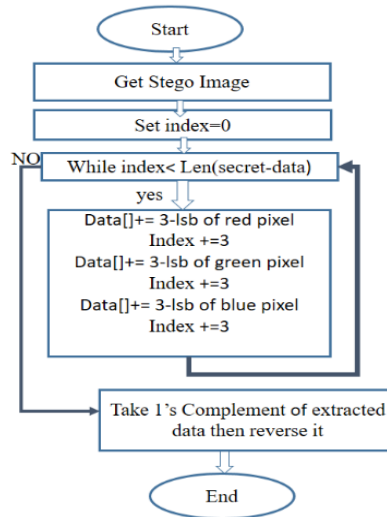 Start
Get Stego Image
Set index=0
NO
While index< Len(secret-data)
yes
Data[]+= 3-lsb of red pixel
Index +=3
Data[]+= 3-lsb of green pixel
Index +=3
Data[]+= 3-lsb of blue pixel
Index +=3
Take 1's Complement of extracted
data then reverse it
End